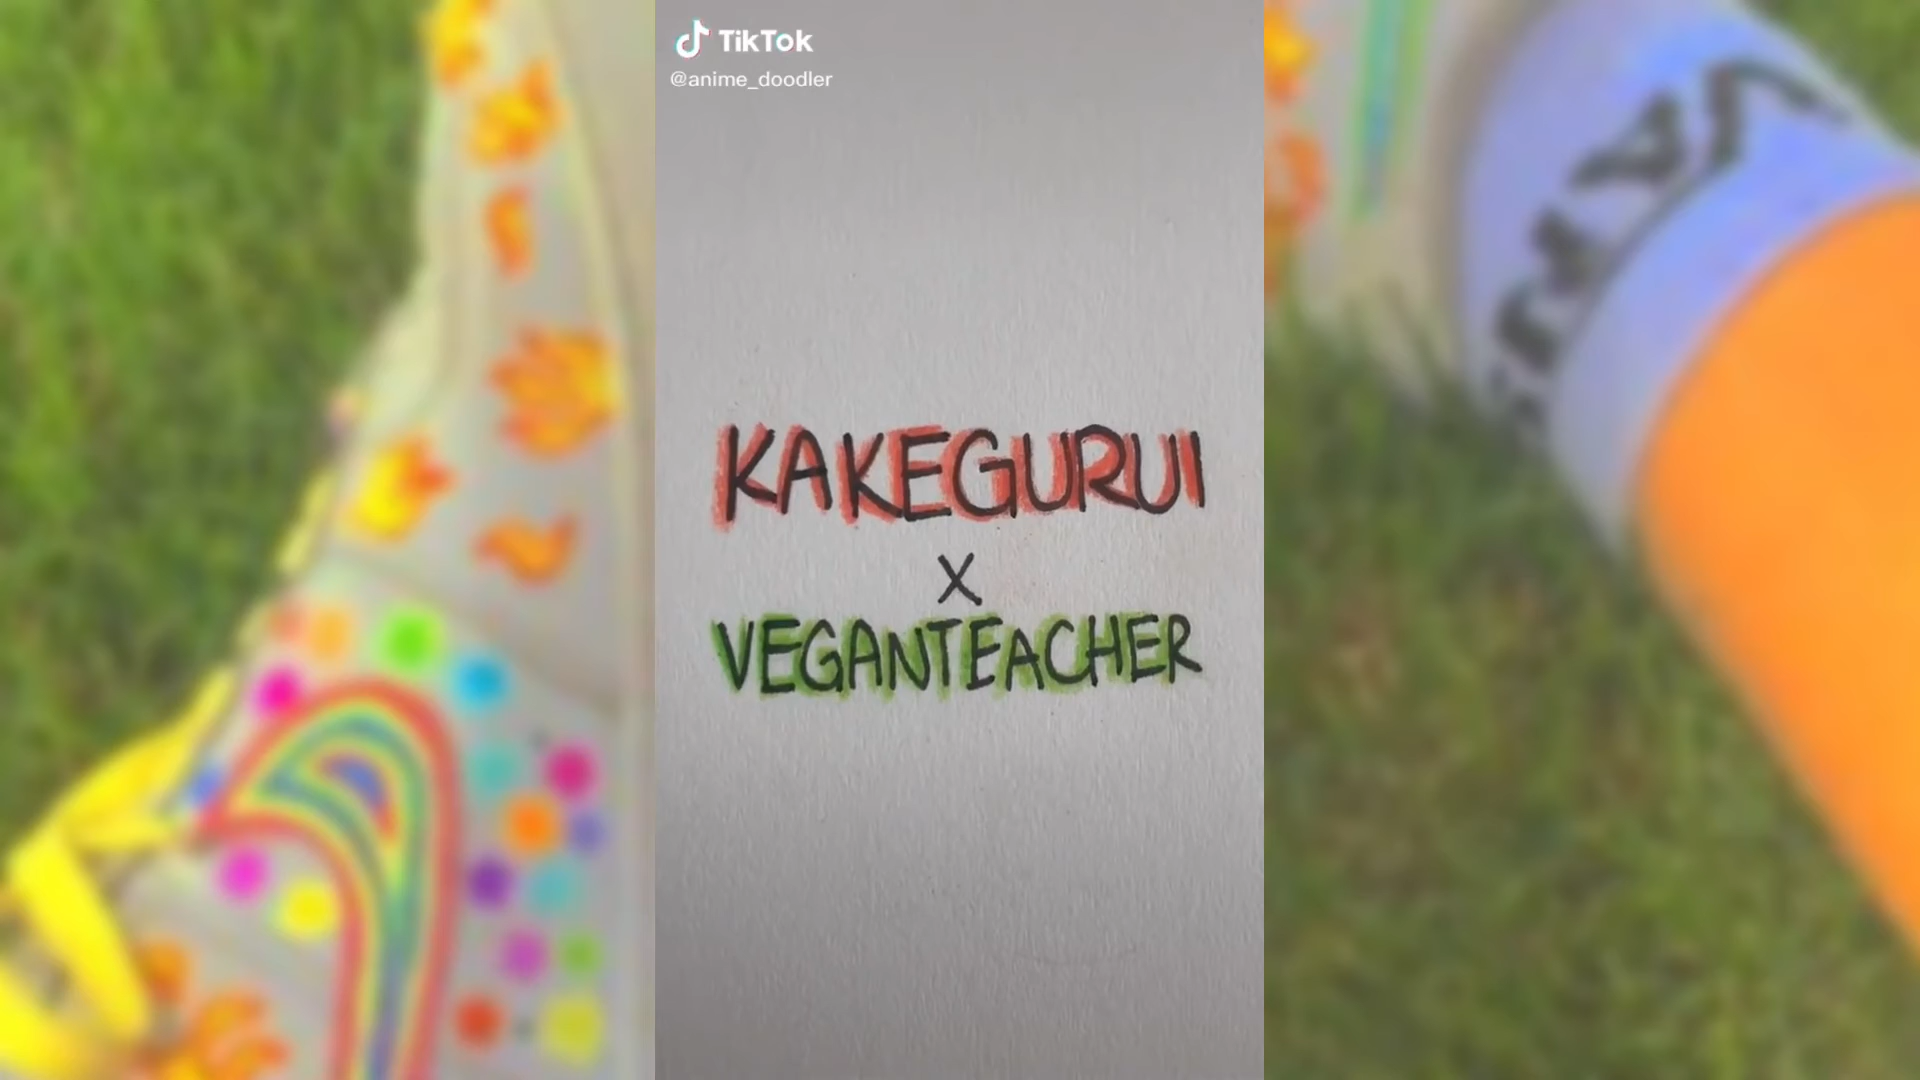 TikTok
@anime_doodler
KAKEGURUI
X
VEGANTEACHER